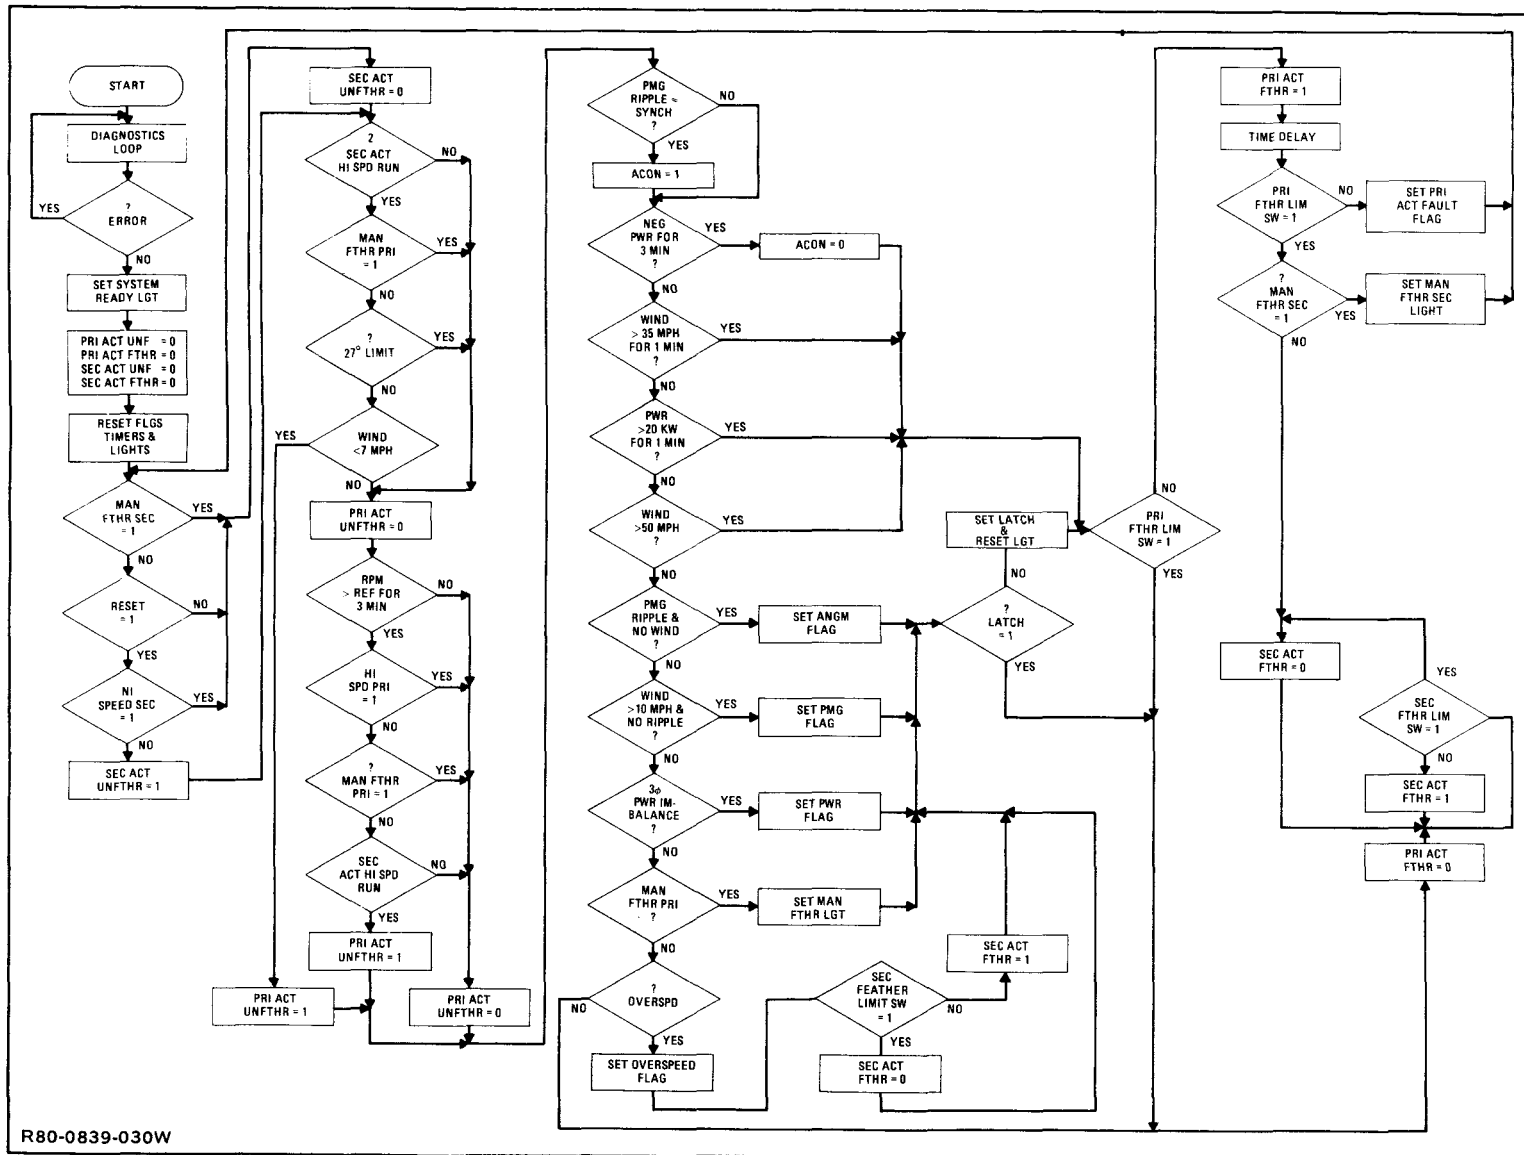 START
DIAGNOSTICS
LOOP
?
ERROR
YES
NO
SET SYSTEM
READY LGT
PRI ACT UNF = 0
PRI ACT FTHR = 0
SEC ACT UNF = 0
SEC ACT FTHR = 0
RESET FLGS
TIMERS &
LIGHTS
MAN
FTHR SEC
= 1
YES
NO
RESET
= 1
NO
YES
NI
SPEED SEC
= 1
YES
NO
SEC ACT
UNFTHR = 1
SEC ACT
UNFTHR = 0
2
SEC ACT
HI SPD RUN
NO
YES
MAN
FTHR PRI
= 1
YES
NO
?
27° LIMIT
YES
NO
YES
WIND
<7 MPH
NO
PRI ACT
UNFTHR = 0
RPM
> REF FOR
3 MIN
NO
YES
HI
SPD PRI
= 1
YES
NO
?
MAN FTHR
PRI = 1
YES
NO
SEC
ACT HI SPD
RUN
NO
YES
PRI ACT
UNFTHR = 1
PRI ACT
UNFTHR = 1
PRI ACT
UNFTHR = 0
PMG
RIPPLE =
SYNCH
?
NO
YES
ACON = 1
NEG
PWR FOR
3 MIN
?
YES
ACON = 0
NO
WIND
> 35 MPH
FOR 1 MIN
?
YES
NO
PWR
>20 KW
FOR 1 MIN
?
YES
NO
WIND
>50 MPH
?
YES
NO
PMG
RIPPLE &
NO WIND
?
YES
SET ANGM
FLAG
NO
WIND
>10 MPH &
NO RIPPLE
?
YES
SET PMG
FLAG
NO
3ϕ
PWR IM-
BALANCE
?
YES
SET PWR
FLAG
NO
MAN
FTHR PRI
?
YES
SET MAN
FTHR LGT
NO
?
OVERSPD
NO
YES
SET OVERSPEED
FLAG
SEC
FEATHER
LIMIT SW
= 1
NO
YES
SEC ACT
FTHR = 1
SEC ACT
FTHR = 0
SET LATCH
&
RESET LGT
NO
?
LATCH
= 1
YES
NO
PRI
FTHR LIM
SW = 1
YES
PRI ACT
FTHR = 1
TIME DELAY
PRI
FTHR LIM
SW = 1
NO
SET PRI
ACT FAULT
FLAG
YES
?
MAN
FTHR SEC
= 1
YES
SET MAN
FTHR SEC
LIGHT
NO
SEC ACT
FTHR = 0
YES
SEC
FTHR LIM
SW = 1
NO
SEC ACT
FTHR = 1
PRI ACT
FTHR = 0
R80-0839-030W